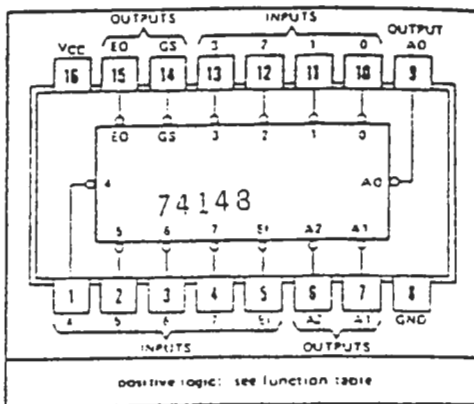 OUTPUTS INPUTS OUTPUT
VCC EO GS 3 2 1 0 A0
16 15 14 13 12 11 10 9
EO GS 3 2 1 0
4 A0
74148
5 6 7 EI A2 A1
1 2 3 4 5 6 7 8
4 5 6 7 EI A2 A1 GND
INPUTS OUTPUTS
positive logic: see function table